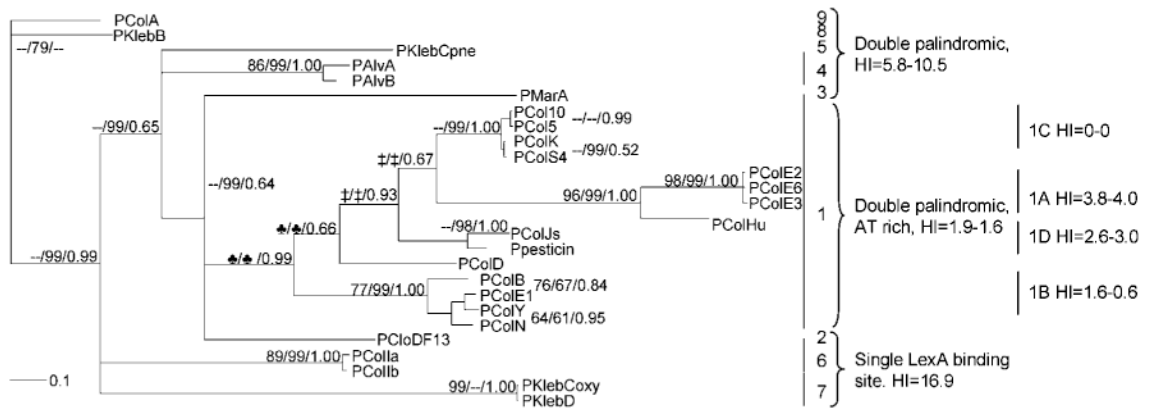 PColA
PKlebB
--/79/--
PKlebCpne
86/99/1.00
PAlvA
PAlvB
PMarA
--/99/0.65
PCol10
PCol5
--/--/0.99
--/99/1.00
PColK
PColS4
--/99/0.52
‡/‡/0.67
--/99/0.64
98/99/1.00
PColE2
PColE6
PColE3
96/99/1.00
PColHu
‡/‡/0.93
♣/♣/0.66
--/98/1.00
PColJs
Ppesticin
--/99/0.99
♣/♣/0.99
PColD
PColB
76/67/0.84
77/99/1.00
PColE1
PColY
64/61/0.95
PColN
PCloDF13
89/99/1.00
PColIa
PColIb
0.1
99/--/1.00
PKlebCoxy
PKlebD
9
8
5
4
3
1
2
6
7
Double palindromic,
HI=5.8-10.5
Double palindromic,
AT rich, HI=1.9-1.6
Single LexA binding
site. HI=16.9
1C HI=0-0
1A HI=3.8-4.0
1D HI=2.6-3.0
1B HI=1.6-0.6